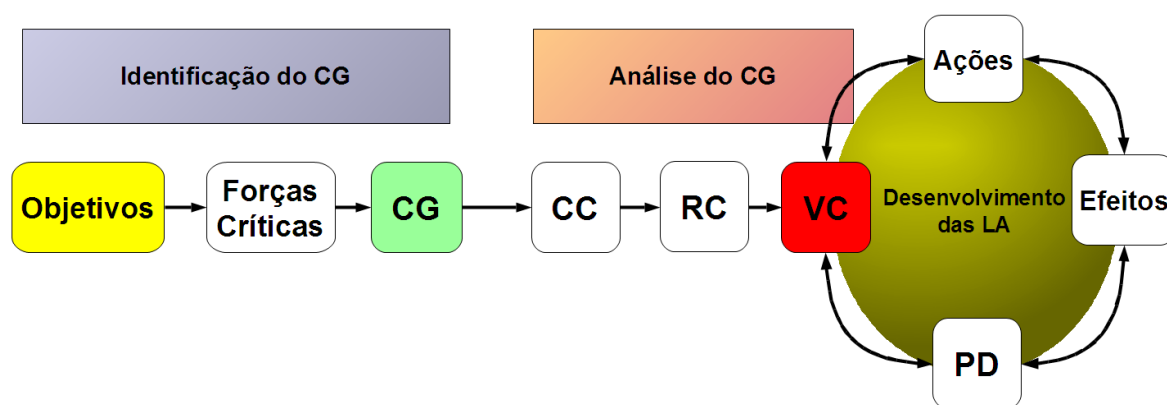 Identificação do CG
Análise do CG
Ações
Objetivos
Forças
Críticas
CG
CC
RC
VC
Desenvolvimento
das LA
Efeitos
PD